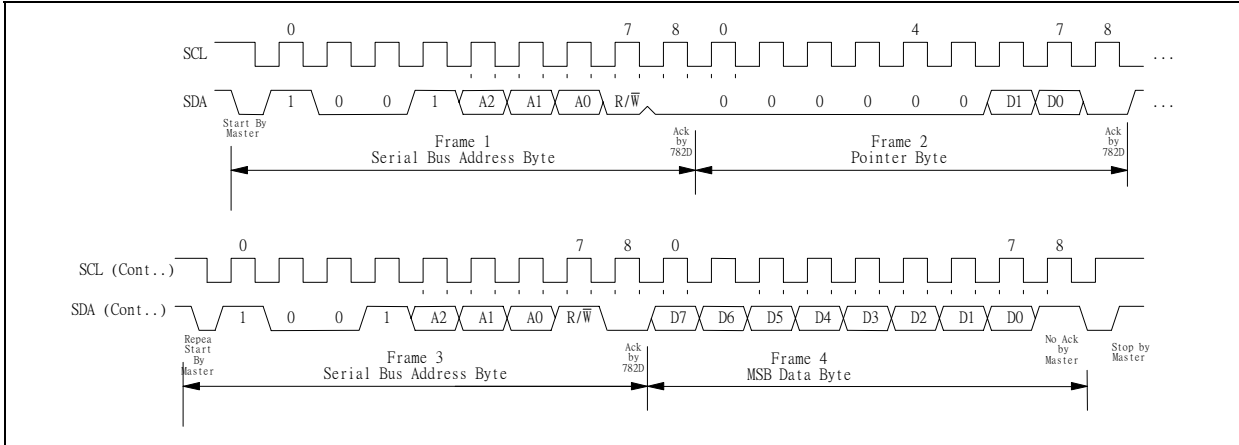 0 7 8 0 4 7 8
SCL ...
SDA 1 0 0 1 A2 A1 A0 R/W̅ 0 0 0 0 0 0 D1 D0 ...
Start By
Master
Frame 1
Serial Bus Address Byte
Ack
by
782D
Frame 2
Pointer Byte
Ack
by
782D
0 7 8 0 7 8
SCL (Cont..)
SDA (Cont..) 1 0 0 1 A2 A1 A0 R/W̅ D7 D6 D5 D4 D3 D2 D1 D0
Repea
Start
By
Master
Frame 3
Serial Bus Address Byte
Ack
by
782D
Frame 4
MSB Data Byte
No Ack
by
Master
Stop by
Master